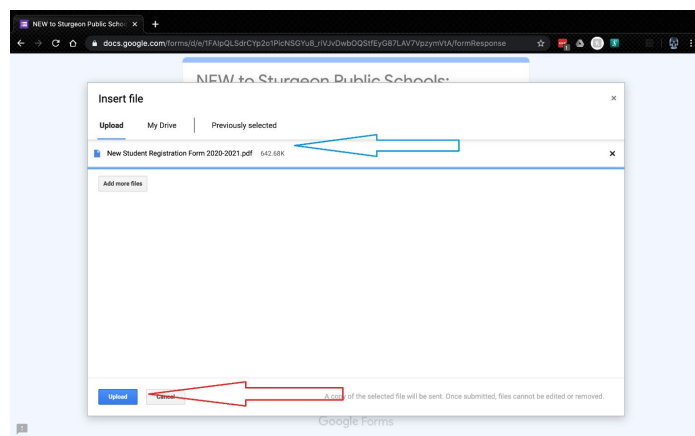 NEW to Sturgeon Public School
docs.google.com/forms/d/e/1FAIpQLSdrCYp2o1PicNSGYu8_riVJvDwbOQStfEyG87LAV7VpzymVtA/formResponse
NEW to Sturgeon Public Schools:
Insert file
Upload My Drive Previously selected
New Student Registration Form 2020-2021.pdf 642.68K
Add more files
Upload Cancel A copy of the selected file will be sent. Once submitted, files cannot be edited or removed.
Google Forms